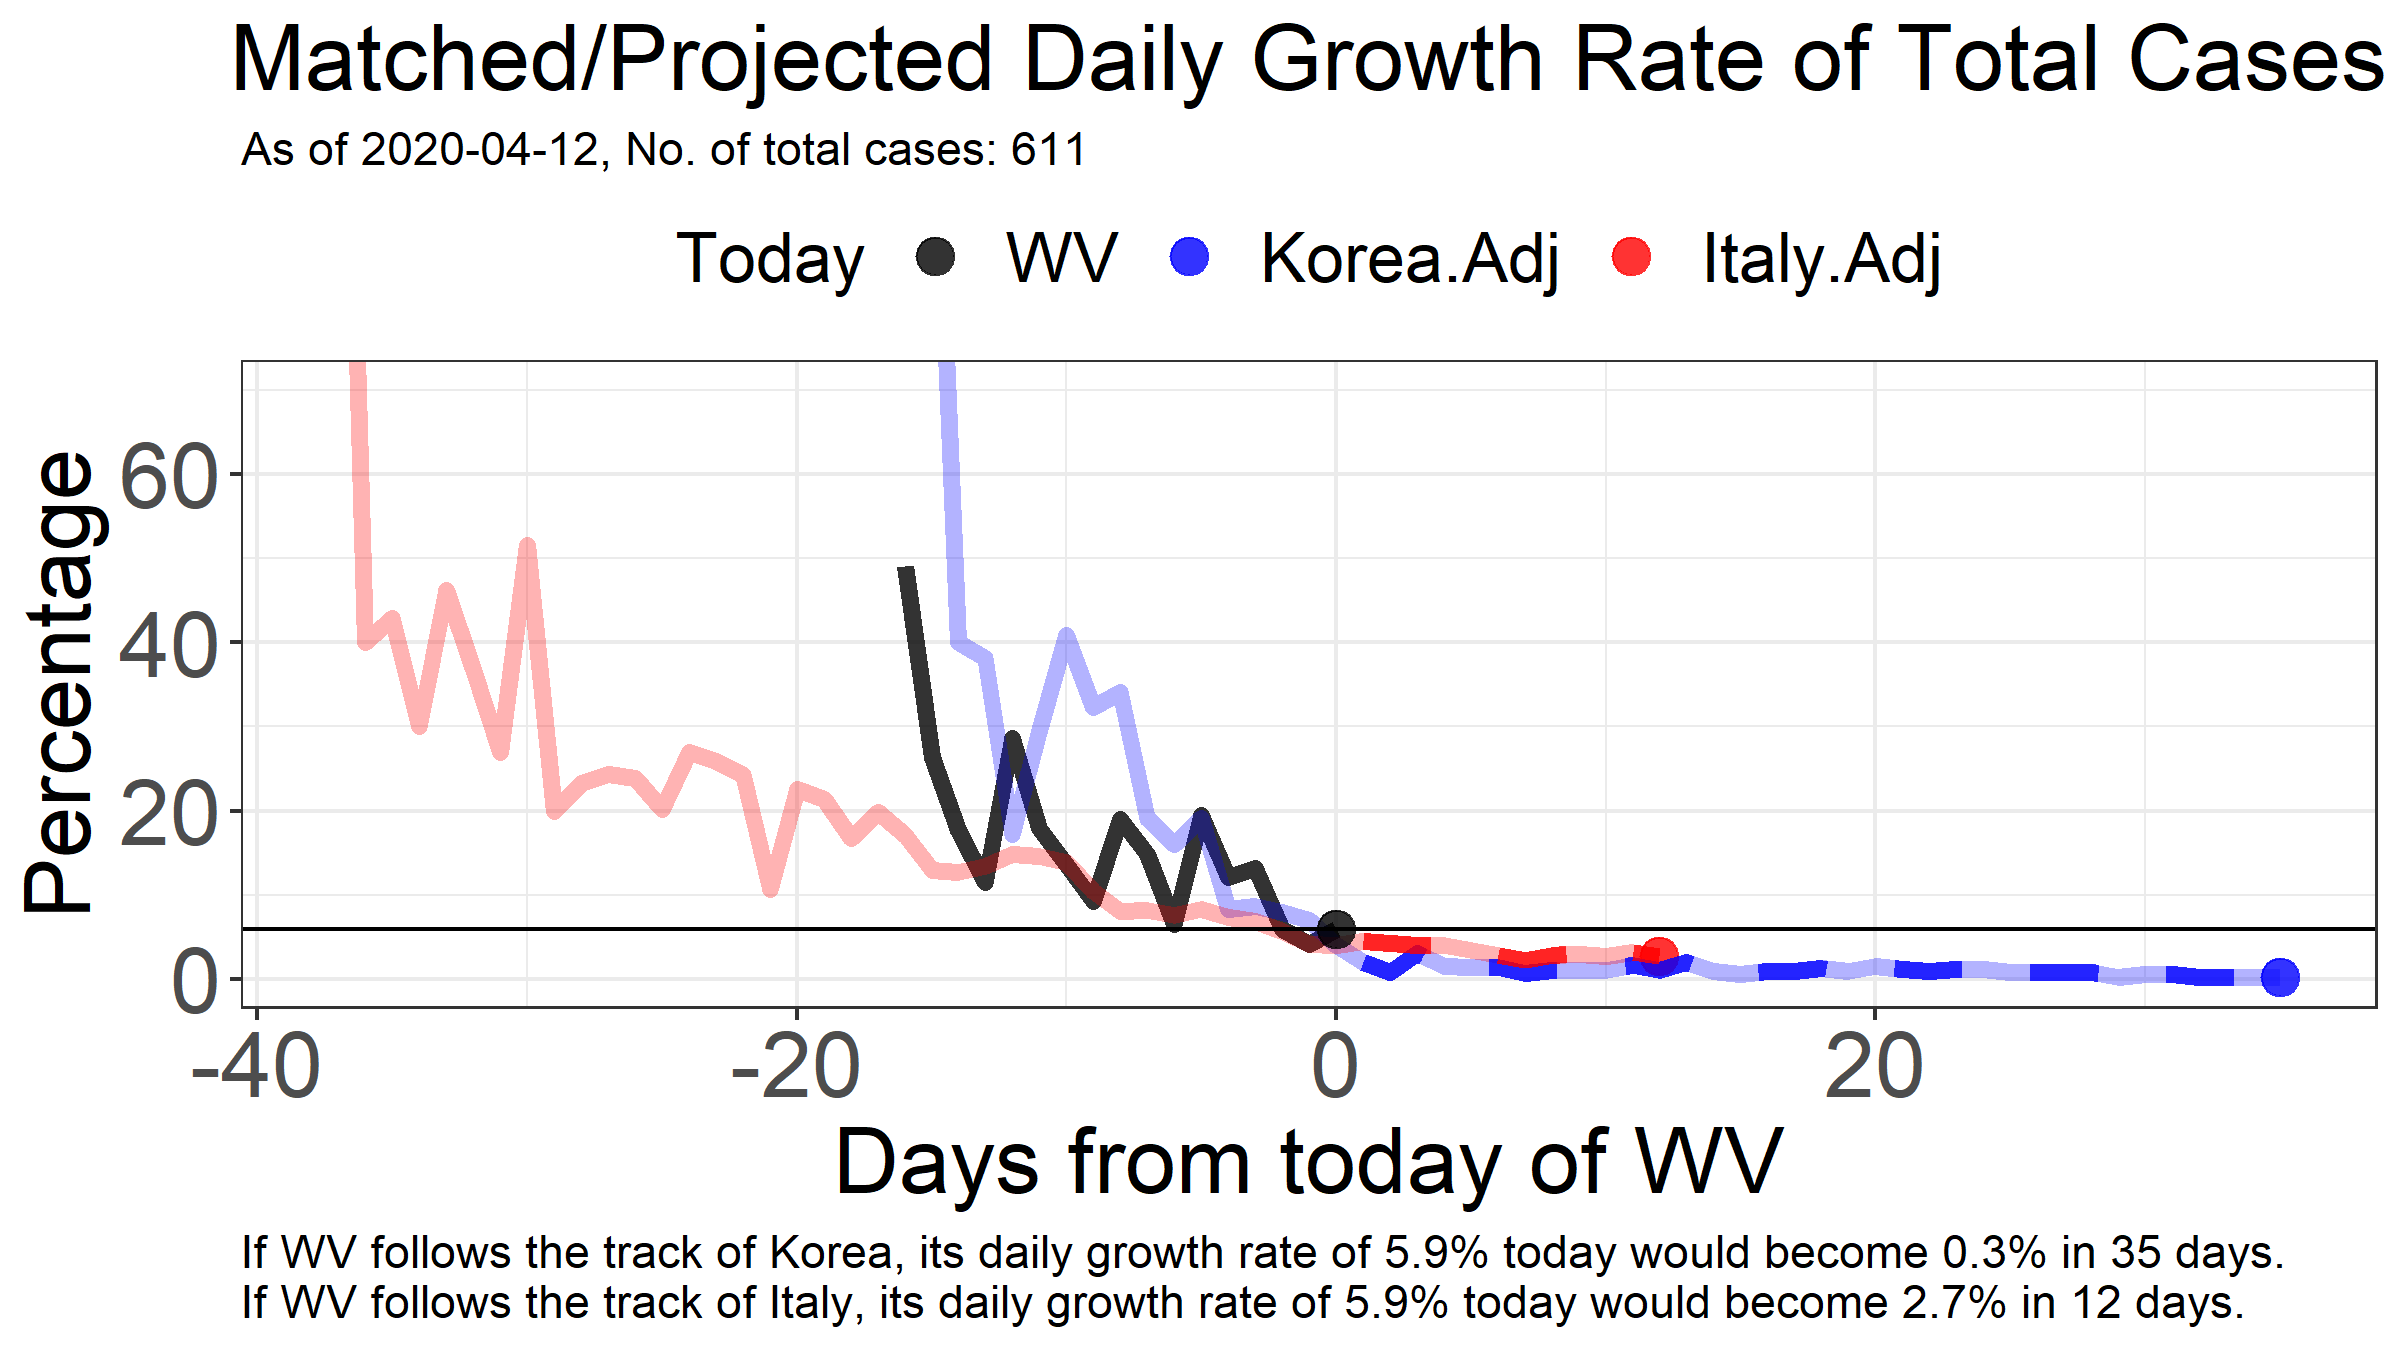 Matched/Projected Daily Growth Rate of Total Cases
As of 2020-04-12, No. of total cases: 611
Today WV Korea.Adj Italy.Adj
Percentage
60
40
20
0
-40 -20 0 20
Days from today of WV
If WV follows the track of Korea, its daily growth rate of 5.9% today would become 0.3% in 35 days.
If WV follows the track of Italy, its daily growth rate of 5.9% today would become 2.7% in 12 days.